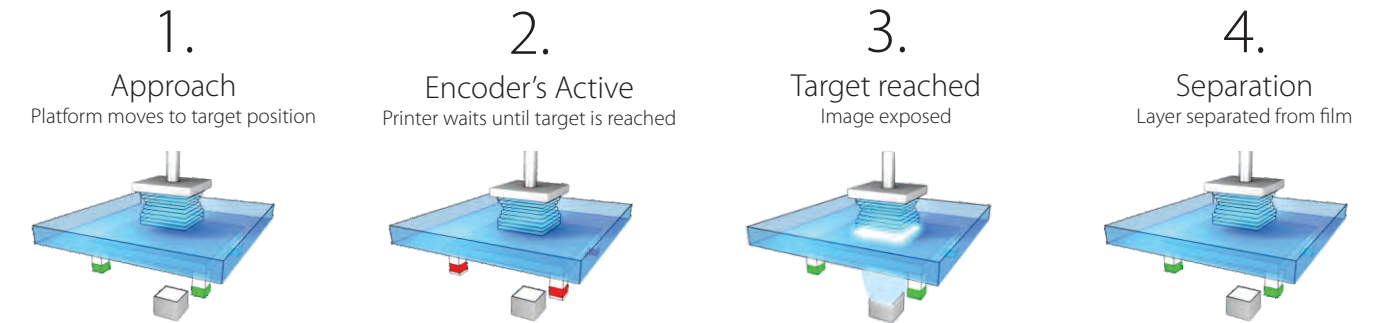 1.
Approach
Platform moves to target position
2.
Encoder’s Active
Printer waits until target is reached
3.
Target reached
Image exposed
4.
Separation
Layer separated from film